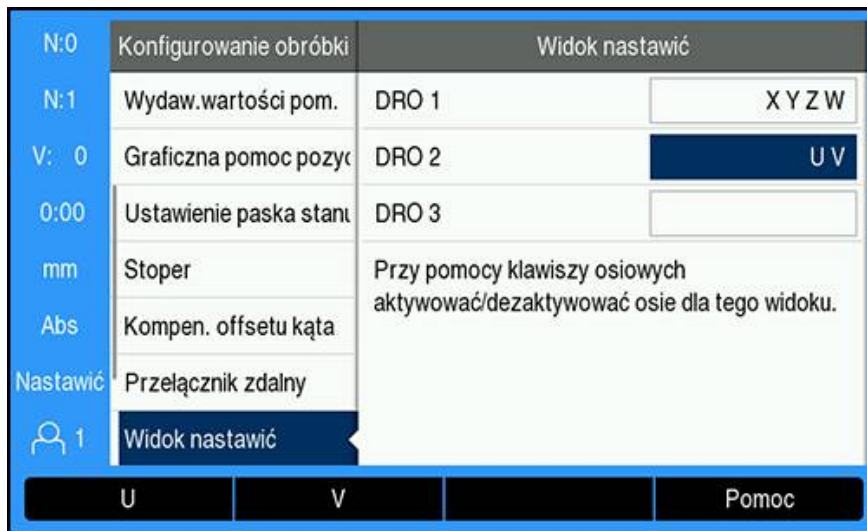 N:0
Konfigurowanie obróbki
Widok nastawić
N:1
Wydaw.wartości pom.
DRO 1
X Y Z W
V: 0
Graficzna pomoc pozyc
DRO 2
U V
0:00
Ustawienie paska stanu
DRO 3
mm
Stoper
Przy pomocy klawiszy osiowych
aktywować/dezaktywować osie dla tego widoku.
Abs
Kompen. offsetu kąta
Nastawić
Przełącznik zdalny
1
Widok nastawić
U
V
Pomoc